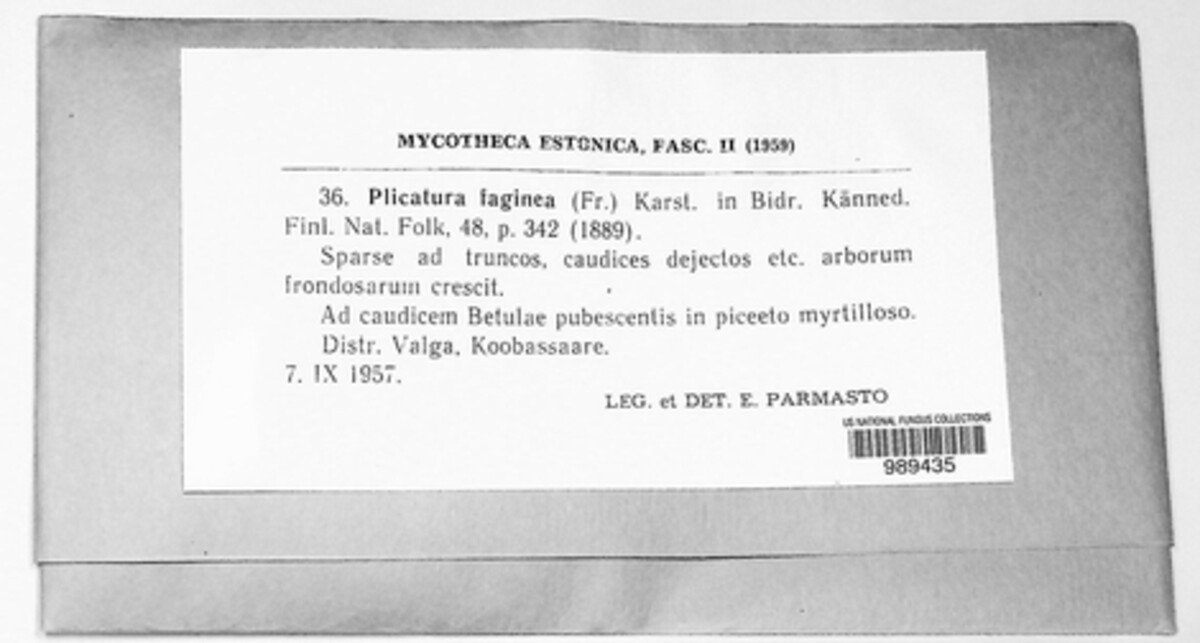 MYCOTHECA ESTONICA, FASC. II (1959)
36. Plicatura faginea (Fr.) Karst. in Bidr. Känned.
Finl. Nat. Folk, 48, p. 342 (1889).
Sparse ad truncos, caudices dejectos etc. arborum
frondosarum crescit.
Ad caudicem Betulae pubescentis in piceeto myrtilloso.
Distr. Valga, Koobassaare.
7. IX 1957.
LEG. et DET. E. PARMASTO
US NATIONAL FUNGUS COLLECTIONS
989435